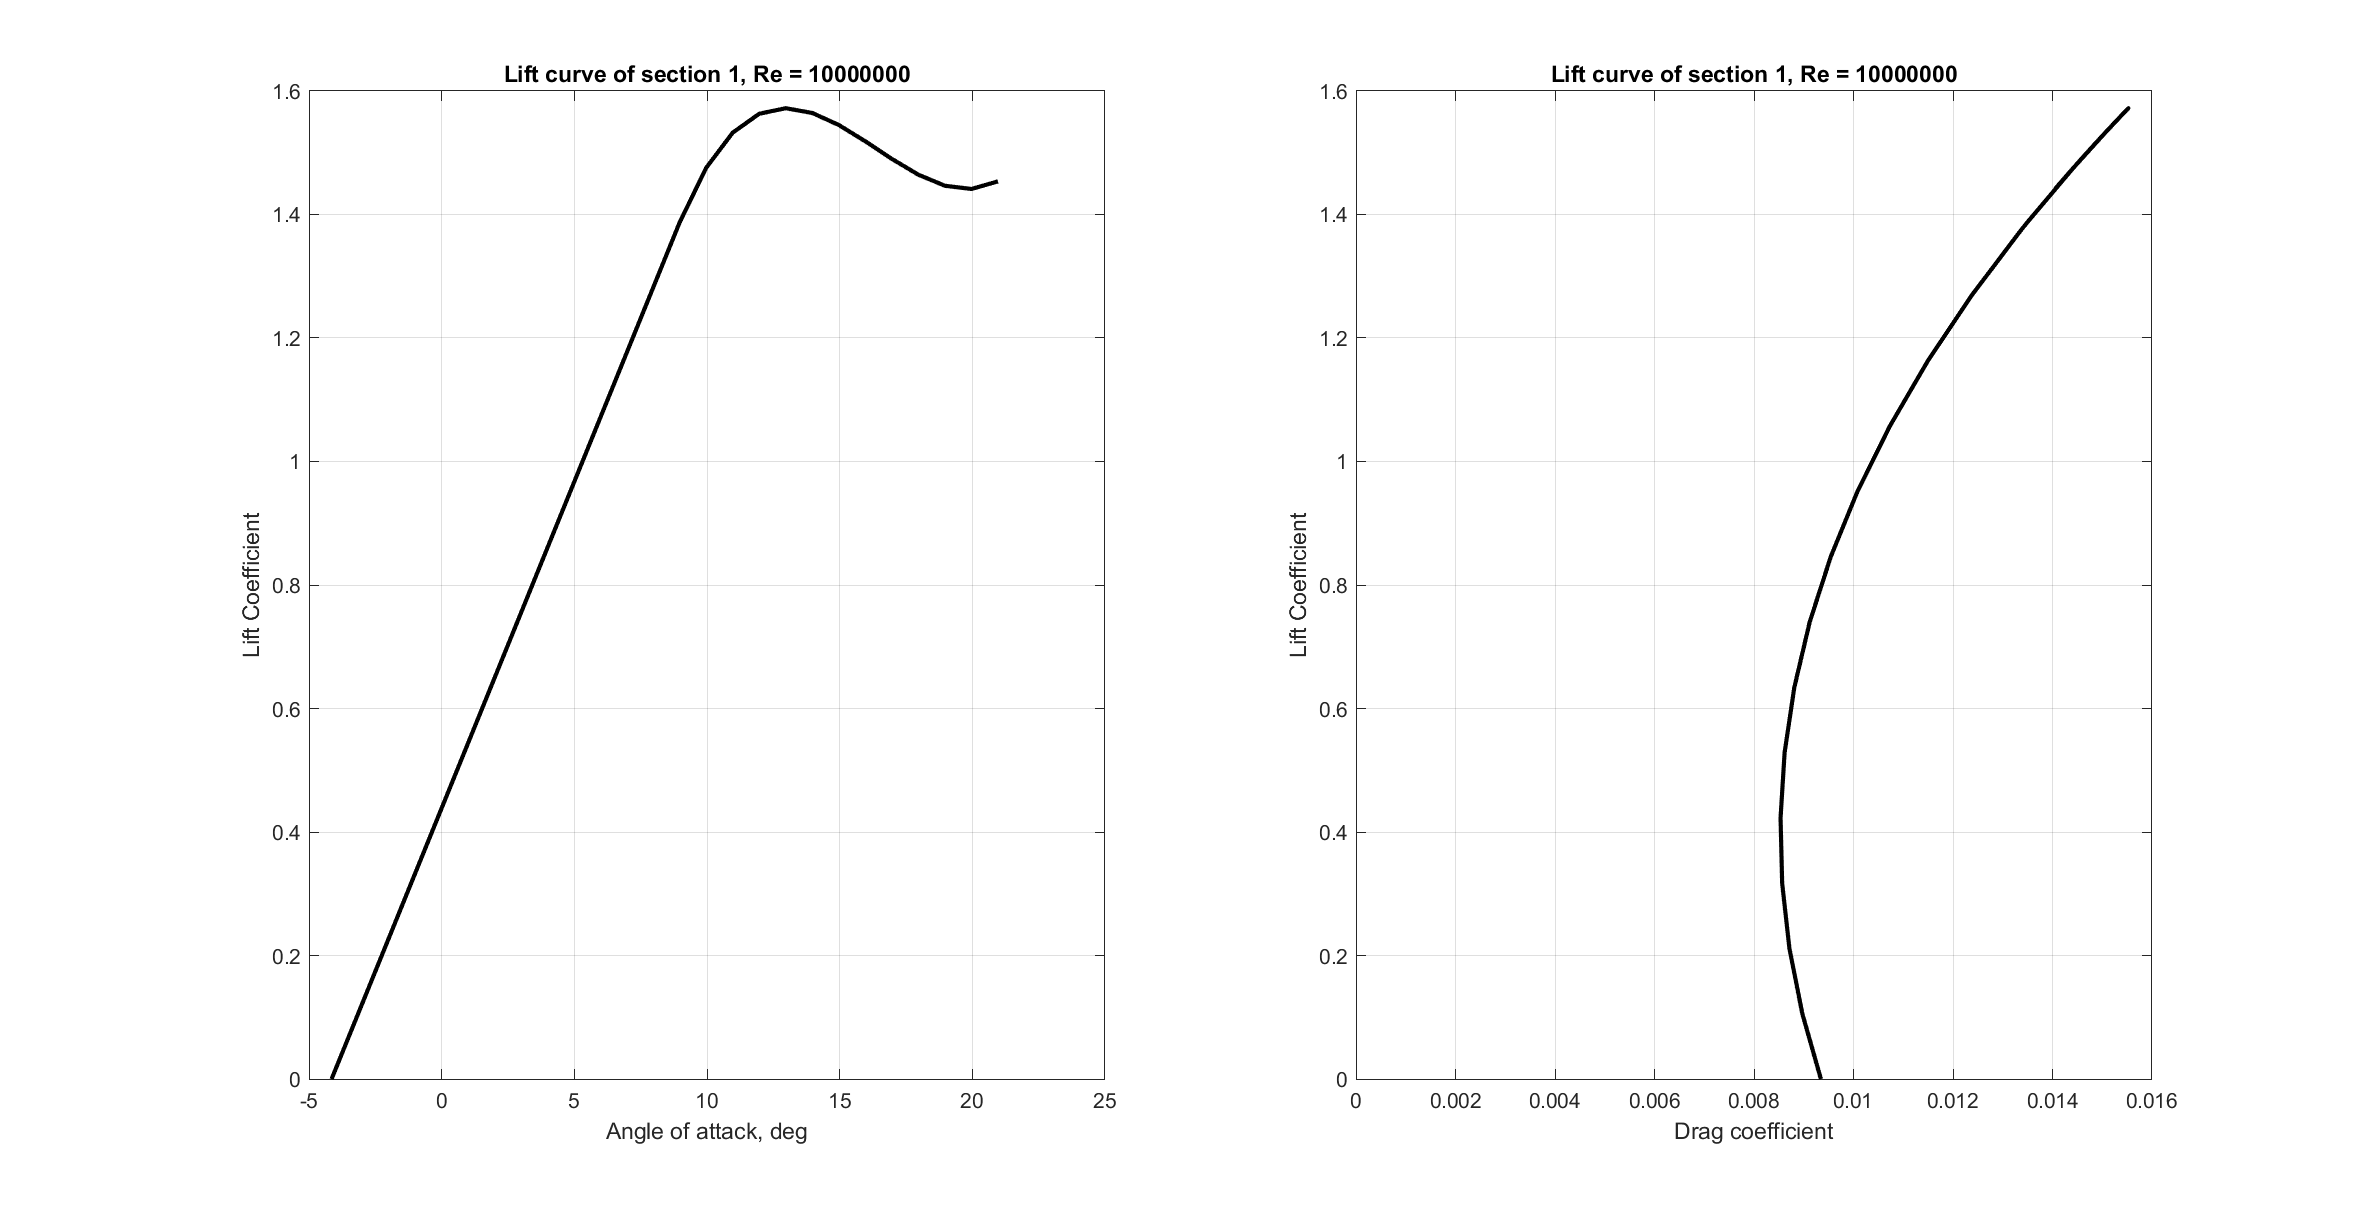 Lift curve of section 1, Re = 10000000
1.6
1.4
1.2
1
0.8
0.6
0.4
0.2
0
Lift Coefficient
-5 0 5 10 15 20 25
Angle of attack, deg
Lift curve of section 1, Re = 10000000
1.6
1.4
1.2
1
0.8
0.6
0.4
0.2
0
Lift Coefficient
0 0.002 0.004 0.006 0.008 0.01 0.012 0.014 0.016
Drag coefficient